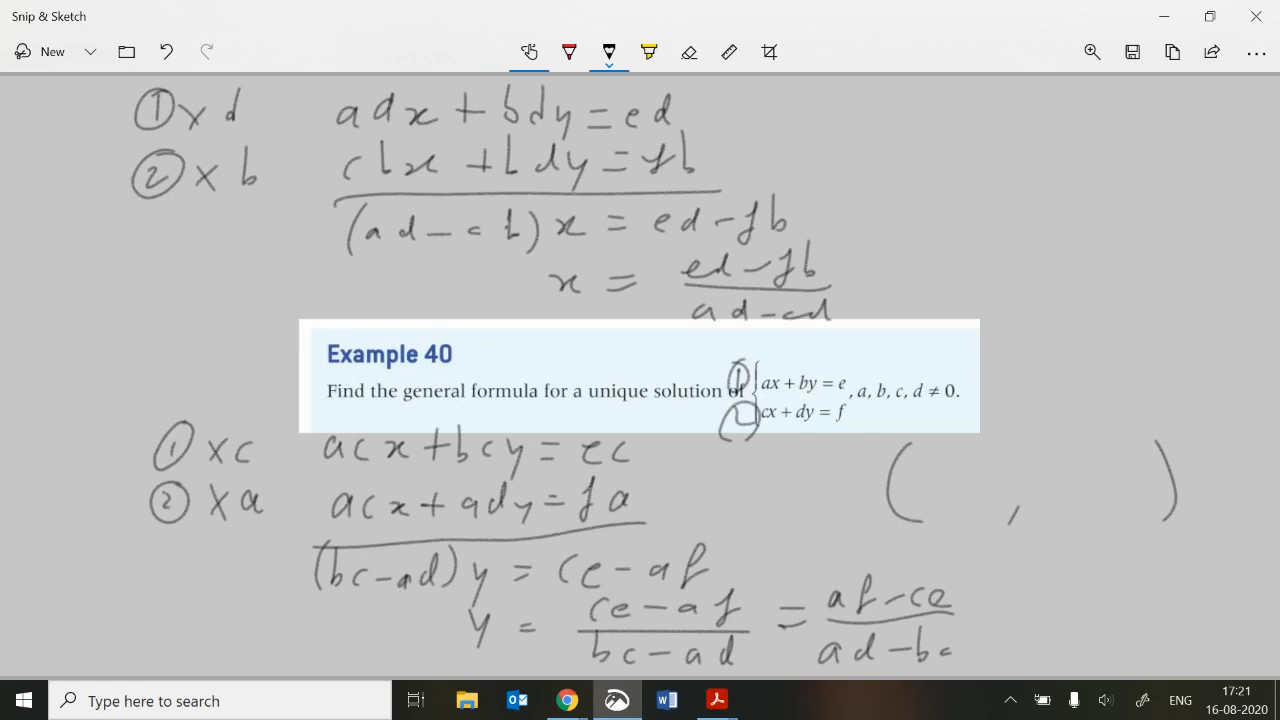 Snip & Sketch
New
① x d adx + bdy = ed
② x b cbx + bdy = fb
(ad - cb) x = ed - fb
x = ed - fb / ad - cd
Example 40
Find the general formula for a unique solution of ① { ax + by = e , a, b, c, d ≠ 0.
② cx + dy = f
① x c acx + bcy = ec
② x a acx + ady = fa
( , )
(bc - ad) y = ce - af
y = ce - af / bc - ad = af - ce / ad - bc
Type here to search
ENG
17:21
16-08-2020